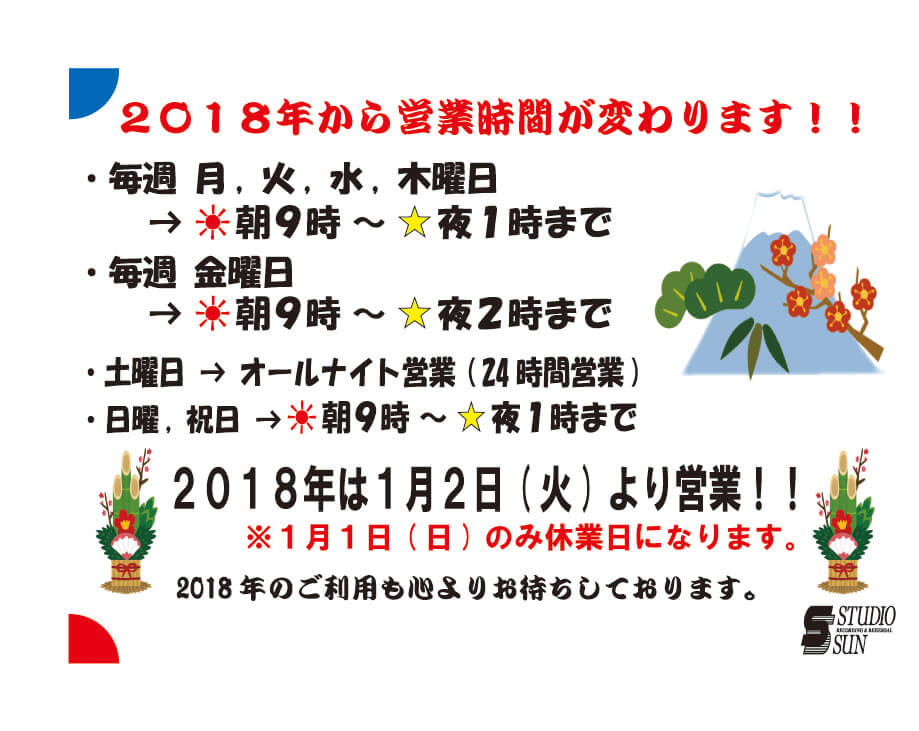 ２０１８年から営業時間が変わります！！
・毎週 月，火，水，木曜日
→ 朝９時 ～ 夜１時まで
・毎週 金曜日
→ 朝９時 ～ 夜２時まで
・土曜日 → オールナイト営業（24時間営業）
・日曜，祝日 → 朝９時 ～ 夜１時まで
２０１８年は１月２日（火）より営業！！
※１月１日（日）のみ休業日になります。
2018年のご利用も心よりお待ちしております。
STUDIO
RECORDING & REHERSAL
SUN